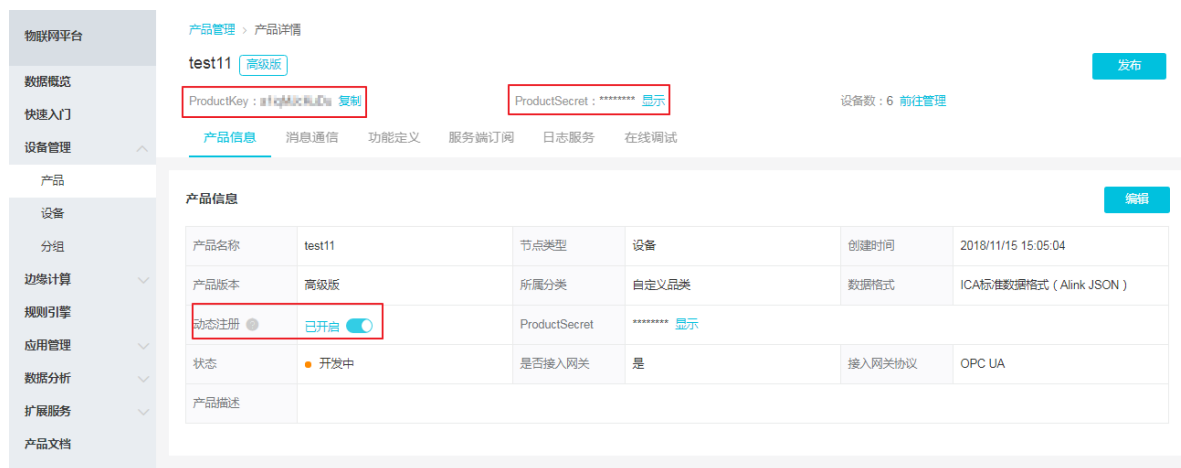 物联网平台
数据概览
快速入门
设备管理
产品
设备
分组
边缘计算
规则引擎
应用管理
数据分析
扩展服务
产品文档
产品管理 > 产品详情
test11 高级版
发布
ProductKey : 复制 ProductSecret : ******** 显示 设备数 : 6 前往管理
产品信息 消息通信 功能定义 服务端订阅 日志服务 在线调试
产品信息 编辑
产品名称 test11 节点类型 设备 创建时间 2018/11/15 15:05:04
产品版本 高级版 所属分类 自定义品类 数据格式 ICA标准数据格式 ( Alink JSON )
动态注册 已开启 ProductSecret ******** 显示
状态 开发中 是否接入网关 是 接入网关协议 OPC UA
产品描述